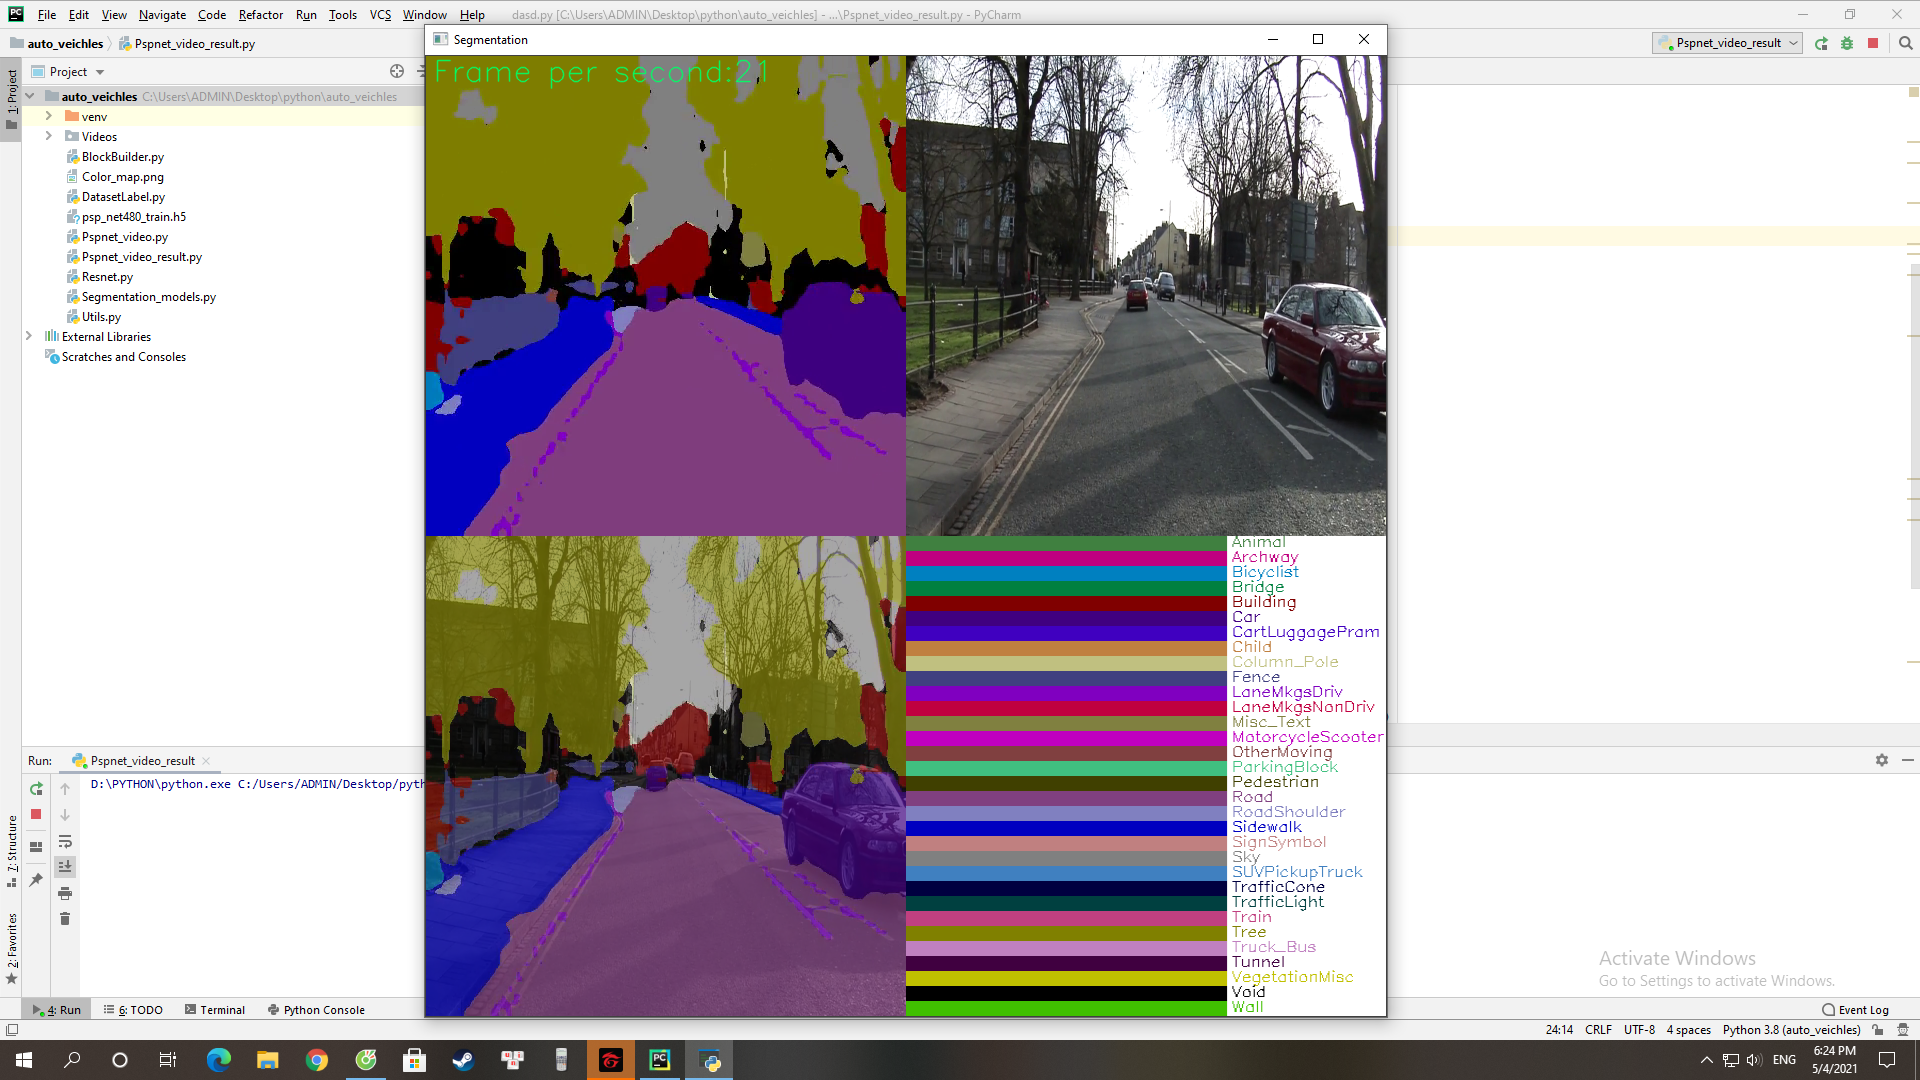 File Edit View Navigate Code Refactor Run Tools VCS Window Help dasd.py [C:\Users\ADMIN\Desktop\python\auto_veichles] - ...\Pspnet_video_result.py - PyCharm
auto_veichles Pspnet_video_result.py
Pspnet_video_result
Project
1: Project
auto_veichles C:\Users\ADMIN\Desktop\python\auto_veichles
venv
Videos
BlockBuilder.py
Color_map.png
DatasetLabel.py
psp_net480_train.h5
Pspnet_video.py
Pspnet_video_result.py
Resnet.py
Segmentation_models.py
Utils.py
External Libraries
Scratches and Consoles
Segmentation
Frame per second:21
Animal
Archway
Bicyclist
Bridge
Building
Car
CartLuggagePram
Child
Column_Pole
Fence
LaneMkgsDriv
LaneMkgsNonDriv
Misc_Text
MotorcycleScooter
OtherMoving
ParkingBlock
Pedestrian
Road
RoadShoulder
Sidewalk
SignSymbol
Sky
SUVPickupTruck
TrafficCone
TrafficLight
Train
Tree
Truck_Bus
Tunnel
VegetationMisc
Void
Wall
Run: Pspnet_video_result
D:\PYTHON\python.exe C:/Users/ADMIN/Desktop/pyth
7: Structure
2: Favorites
Activate Windows
Go to Settings to activate Windows.
4: Run 6: TODO Terminal Python Console
Event Log
24:14 CRLF UTF-8 4 spaces Python 3.8 (auto_veichles)
ENG
6:24 PM
5/4/2021